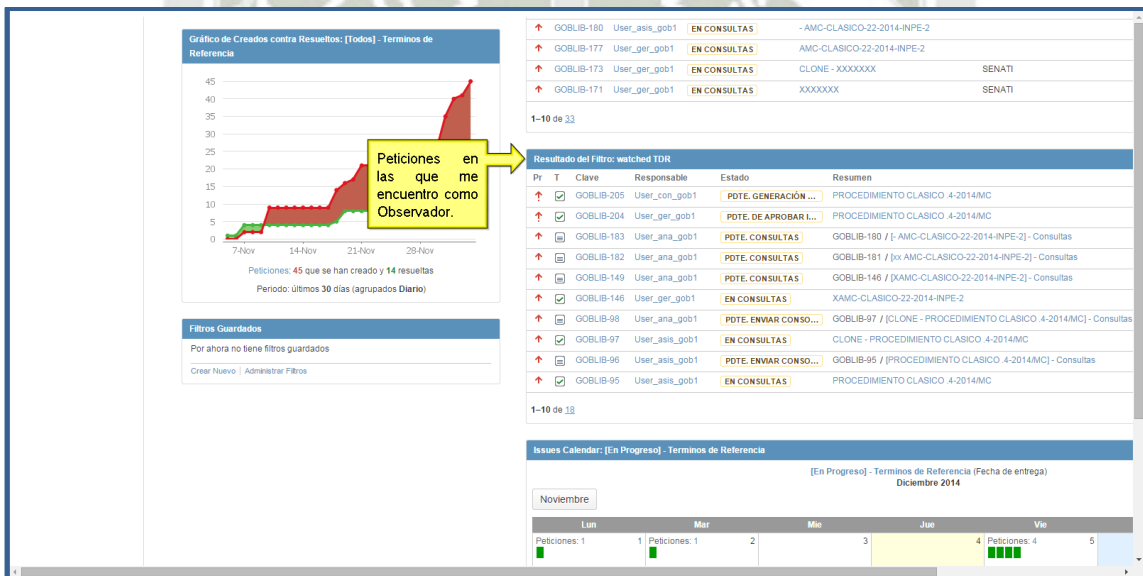 Gráfico de Creados contra Resueltos: [Todos] - Terminos de
Referencia
45
40
35
30
25
20
15
10
5
0
7-Nov 14-Nov 21-Nov 28-Nov
Peticiones: 45 que se han creado y 14 resueltas
Periodo: últimos 30 días (agrupados Diario)
Filtros Guardados
Por ahora no tiene filtros guardados
Crear Nuevo | Administrar Filtros
Peticiones en
las que me
encuentro como
Observador.
GOBLIB-180 User_asis_gob1 EN CONSULTAS - AMC-CLASICO-22-2014-INPE-2
GOBLIB-177 User_ger_gob1 EN CONSULTAS AMC-CLASICO-22-2014-INPE-2
GOBLIB-173 User_ger_gob1 EN CONSULTAS CLONE - XXXXXXX SENATI
GOBLIB-171 User_ger_gob1 EN CONSULTAS XXXXXXX SENATI
1–10 de 33
Resultado del Filtro: watched TDR
Pr T Clave Responsable Estado Resumen
GOBLIB-205 User_con_gob1 PDTE. GENERACIÓN ... PROCEDIMIENTO CLASICO .4-2014/MC
GOBLIB-204 User_ger_gob1 PDTE. DE APROBAR I... PROCEDIMIENTO CLASICO .4-2014/MC
GOBLIB-183 User_ana_gob1 PDTE. CONSULTAS GOBLIB-180 / [- AMC-CLASICO-22-2014-INPE-2] - Consultas
GOBLIB-182 User_ana_gob1 PDTE. CONSULTAS GOBLIB-181 / [xx AMC-CLASICO-22-2014-INPE-2] - Consultas
GOBLIB-149 User_ana_gob1 PDTE. CONSULTAS GOBLIB-146 / [XAMC-CLASICO-22-2014-INPE-2] - Consultas
GOBLIB-146 User_ger_gob1 EN CONSULTAS XAMC-CLASICO-22-2014-INPE-2
GOBLIB-98 User_ana_gob1 PDTE. ENVIAR CONSO... GOBLIB-97 / [CLONE - PROCEDIMIENTO CLASICO .4-2014/MC] - Consultas
GOBLIB-97 User_asis_gob1 EN CONSULTAS CLONE - PROCEDIMIENTO CLASICO .4-2014/MC
GOBLIB-96 User_asis_gob1 PDTE. ENVIAR CONSO... GOBLIB-95 / [PROCEDIMIENTO CLASICO .4-2014/MC] - Consultas
GOBLIB-95 User_asis_gob1 EN CONSULTAS PROCEDIMIENTO CLASICO .4-2014/MC
1–10 de 18
Issues Calendar: [En Progreso] - Terminos de Referencia
[En Progreso] - Terminos de Referencia (Fecha de entrega)
Diciembre 2014
Noviembre
Lun Mar Mie Jue Vie
Peticiones: 1 1 Peticiones: 1 2 3 4 Peticiones: 4 5